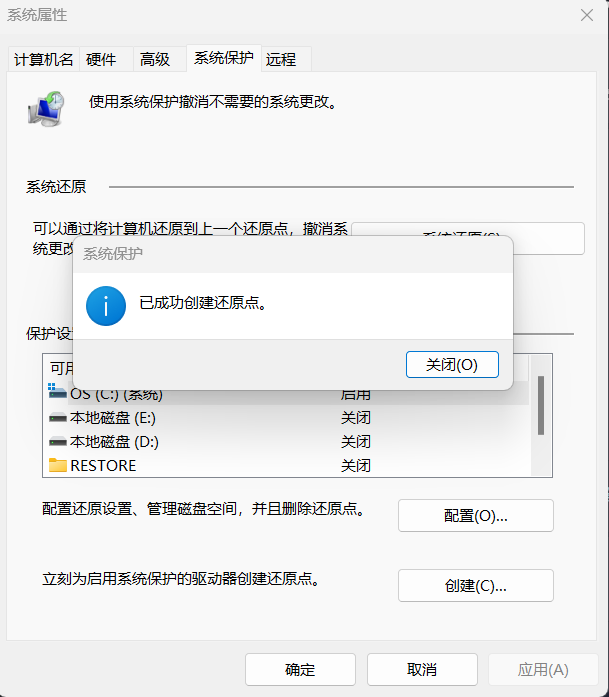 系统属性
计算机名
硬件
高级
系统保护
远程
使用系统保护撤消不需要的系统更改。
系统还原
可以通过将计算机还原到上一个还原点，撤消系
统更改
系统保护
已成功创建还原点。
关闭(O)
保护设
可用
OS (C:) (系统)
启用
本地磁盘 (E:)
关闭
本地磁盘 (D:)
关闭
RESTORE
关闭
配置还原设置、管理磁盘空间，并且删除还原点。
配置(O)...
立刻为启用系统保护的驱动器创建还原点。
创建(C)...
确定
取消
应用(A)